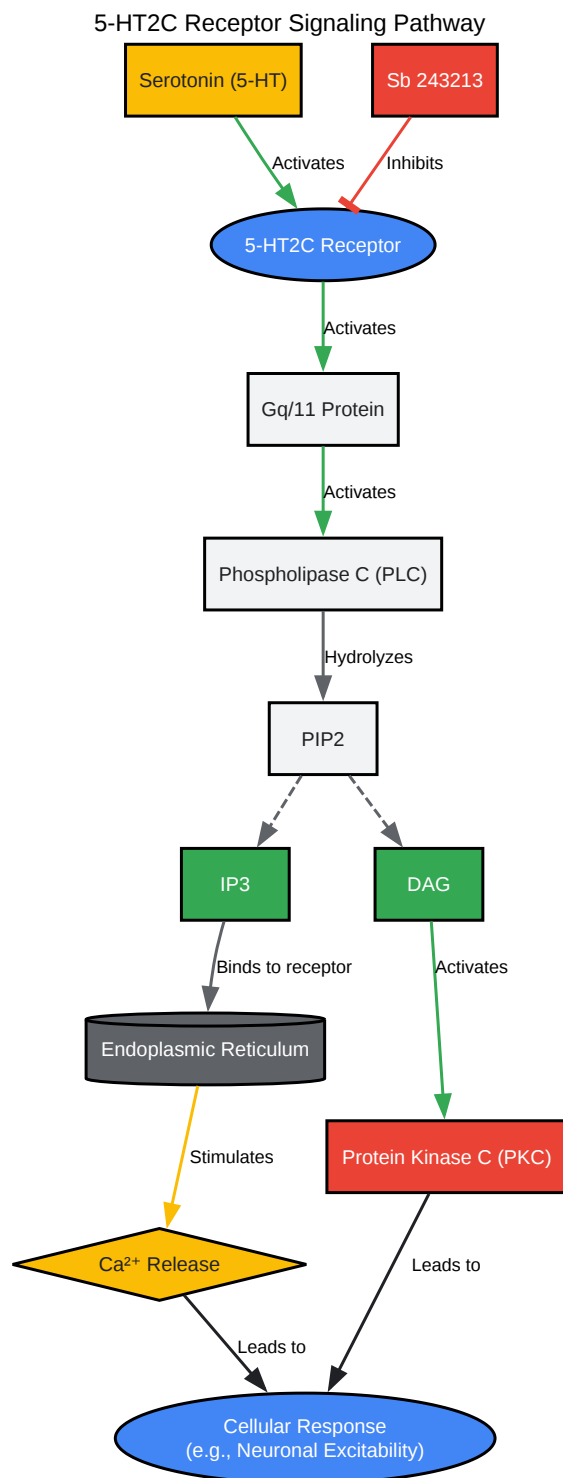 5-HT2C Receptor Signaling Pathway
Serotonin (5-HT)
Sb 243213
Activates
Inhibits
5-HT2C Receptor
Activates
Gq/11 Protein
Activates
Phospholipase C (PLC)
Hydrolyzes
PIP2
IP3
DAG
Binds to receptor
Activates
Endoplasmic Reticulum
Stimulates
Protein Kinase C (PKC)
Ca²⁺ Release
Leads to
Leads to
Cellular Response
(e.g., Neuronal Excitability)